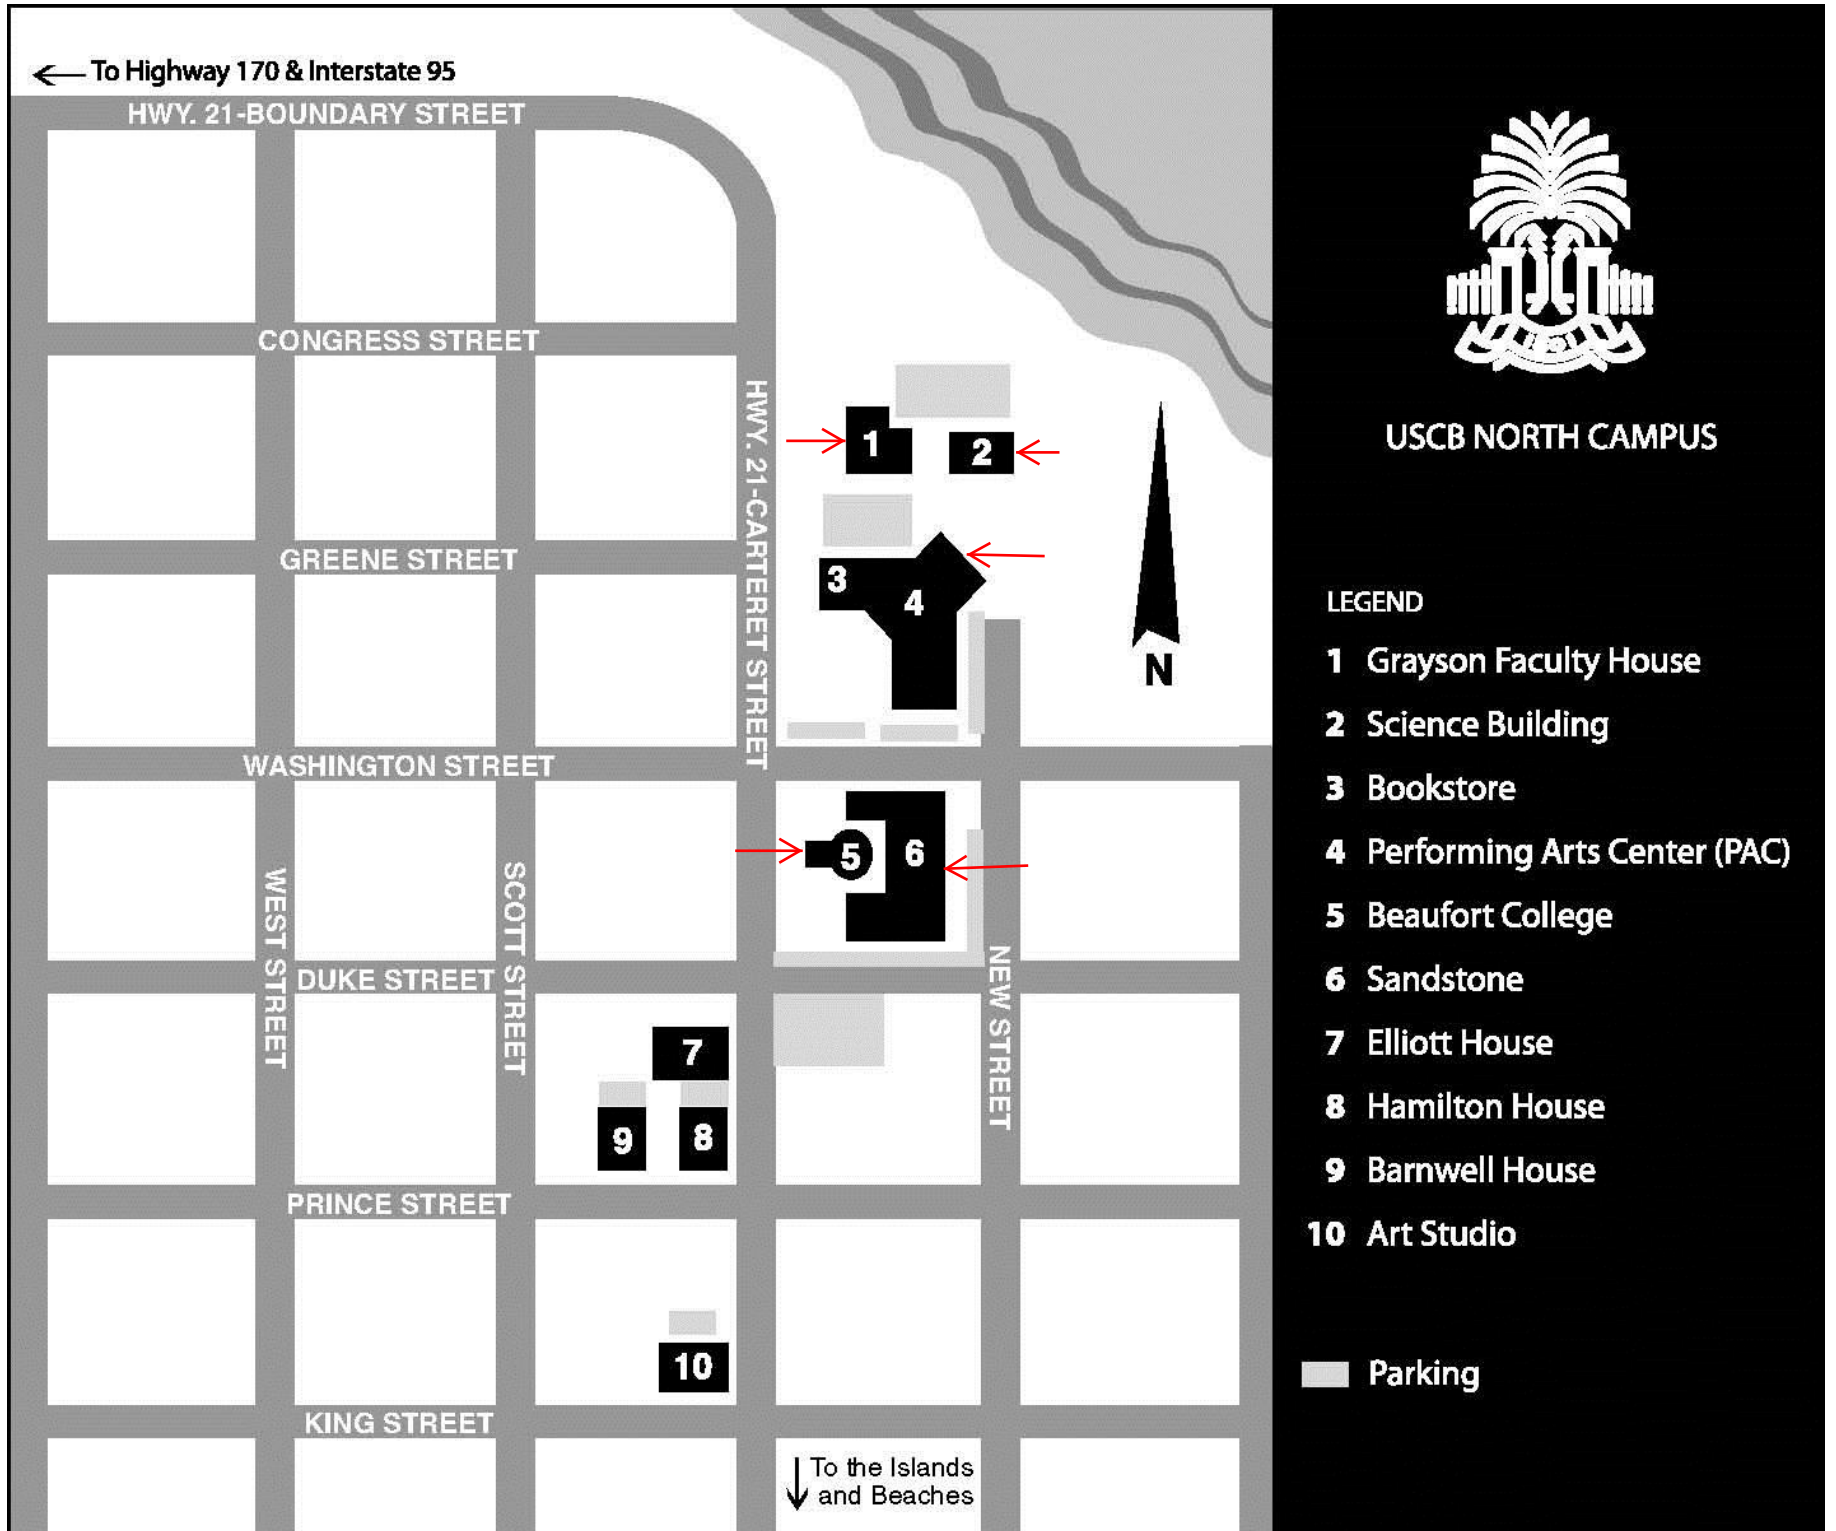 To Highway 170 & Interstate 95
HWY. 21-BOUNDARY STREET
CONGRESS STREET
HWY. 21-CARTERET STREET
1
2
GREENE STREET
3
4
N
WASHINGTON STREET
5
6
WEST STREET
SCOTT STREET
DUKE STREET
NEW STREET
7
9
8
PRINCE STREET
10
KING STREET
To the Islands
and Beaches
1801
USCB NORTH CAMPUS
LEGEND
1 Grayson Faculty House
2 Science Building
3 Bookstore
4 Performing Arts Center (PAC)
5 Beaufort College
6 Sandstone
7 Elliott House
8 Hamilton House
9 Barnwell House
10 Art Studio
Parking